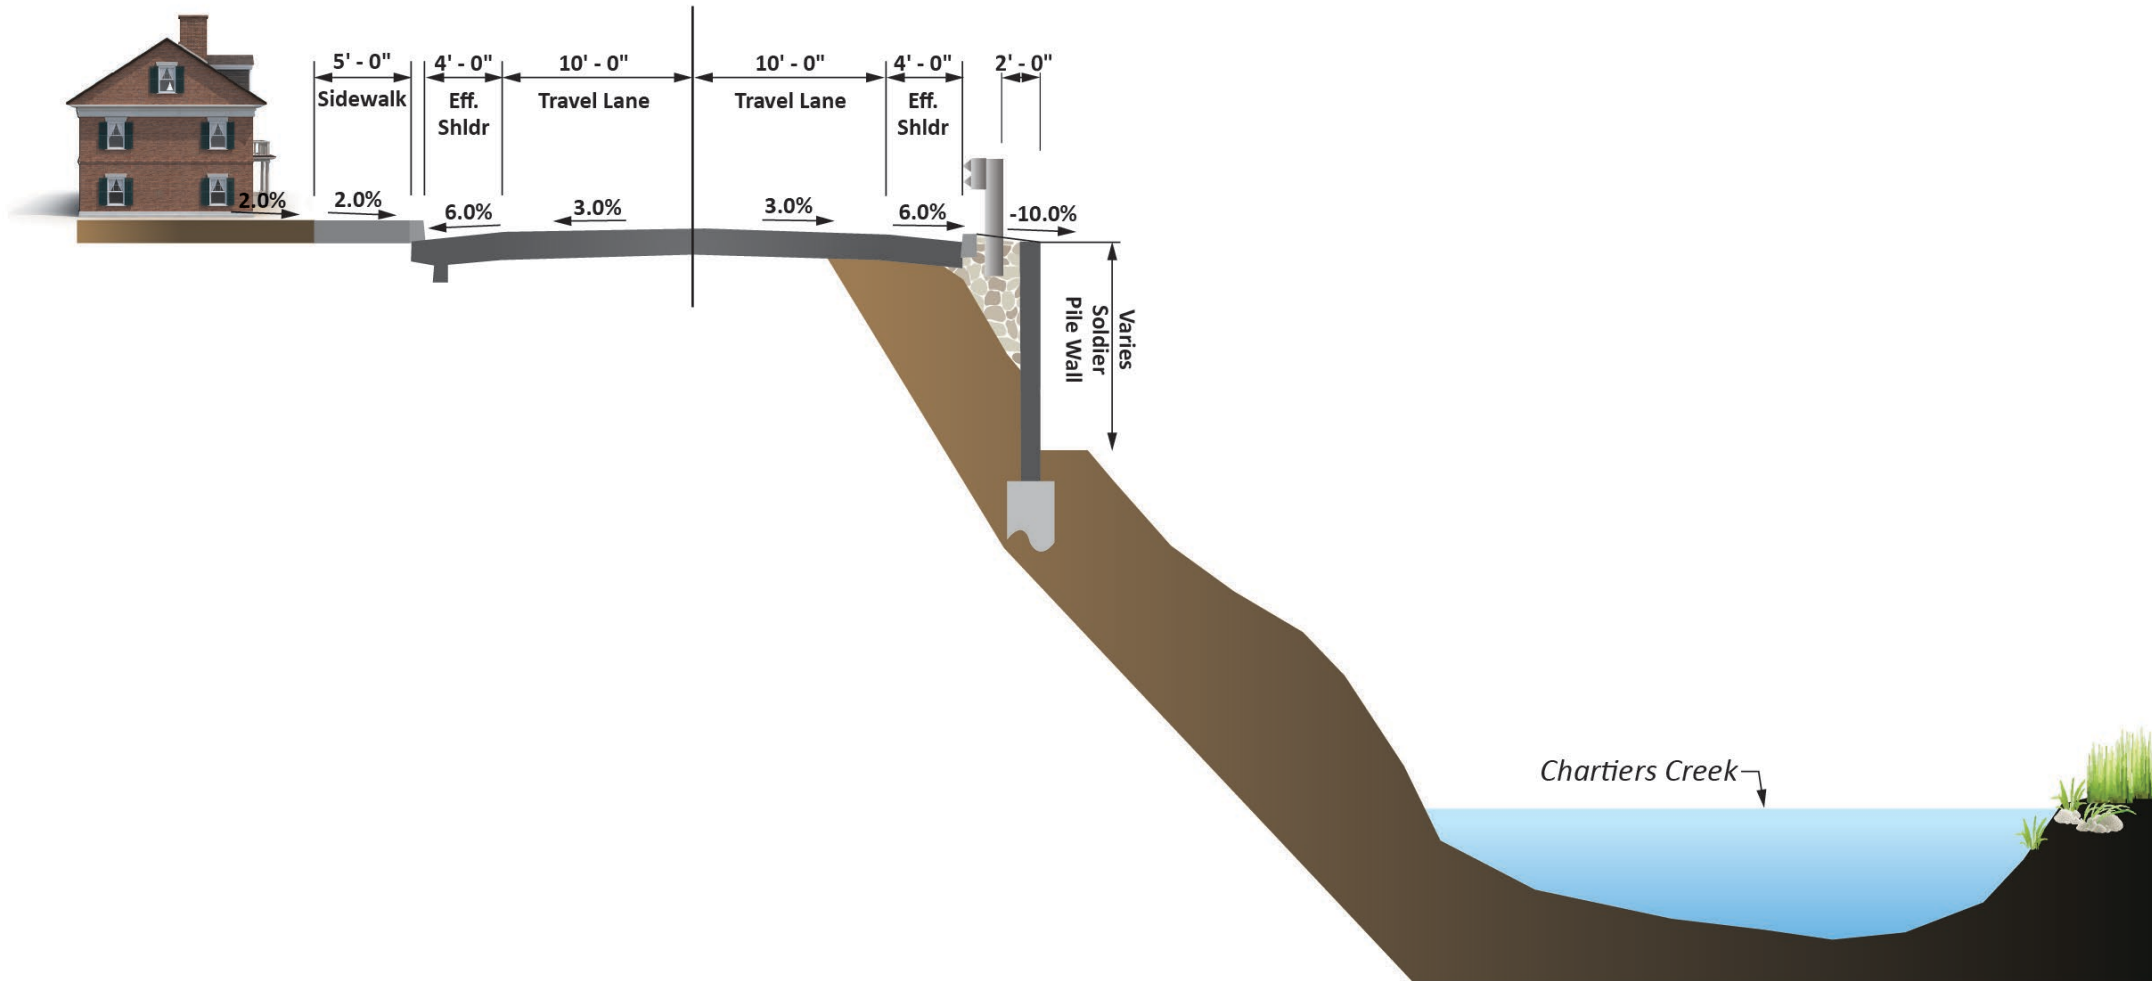 5' - 0"
Sidewalk
4' - 0"
Eff.
Shldr
10' - 0"
Travel Lane
10' - 0"
Travel Lane
4' - 0"
Eff.
Shldr
2' - 0"
2.0%
2.0%
6.0%
3.0%
3.0%
6.0%
-10.0%
Varies
Soldier
Pile Wall
Chartiers Creek